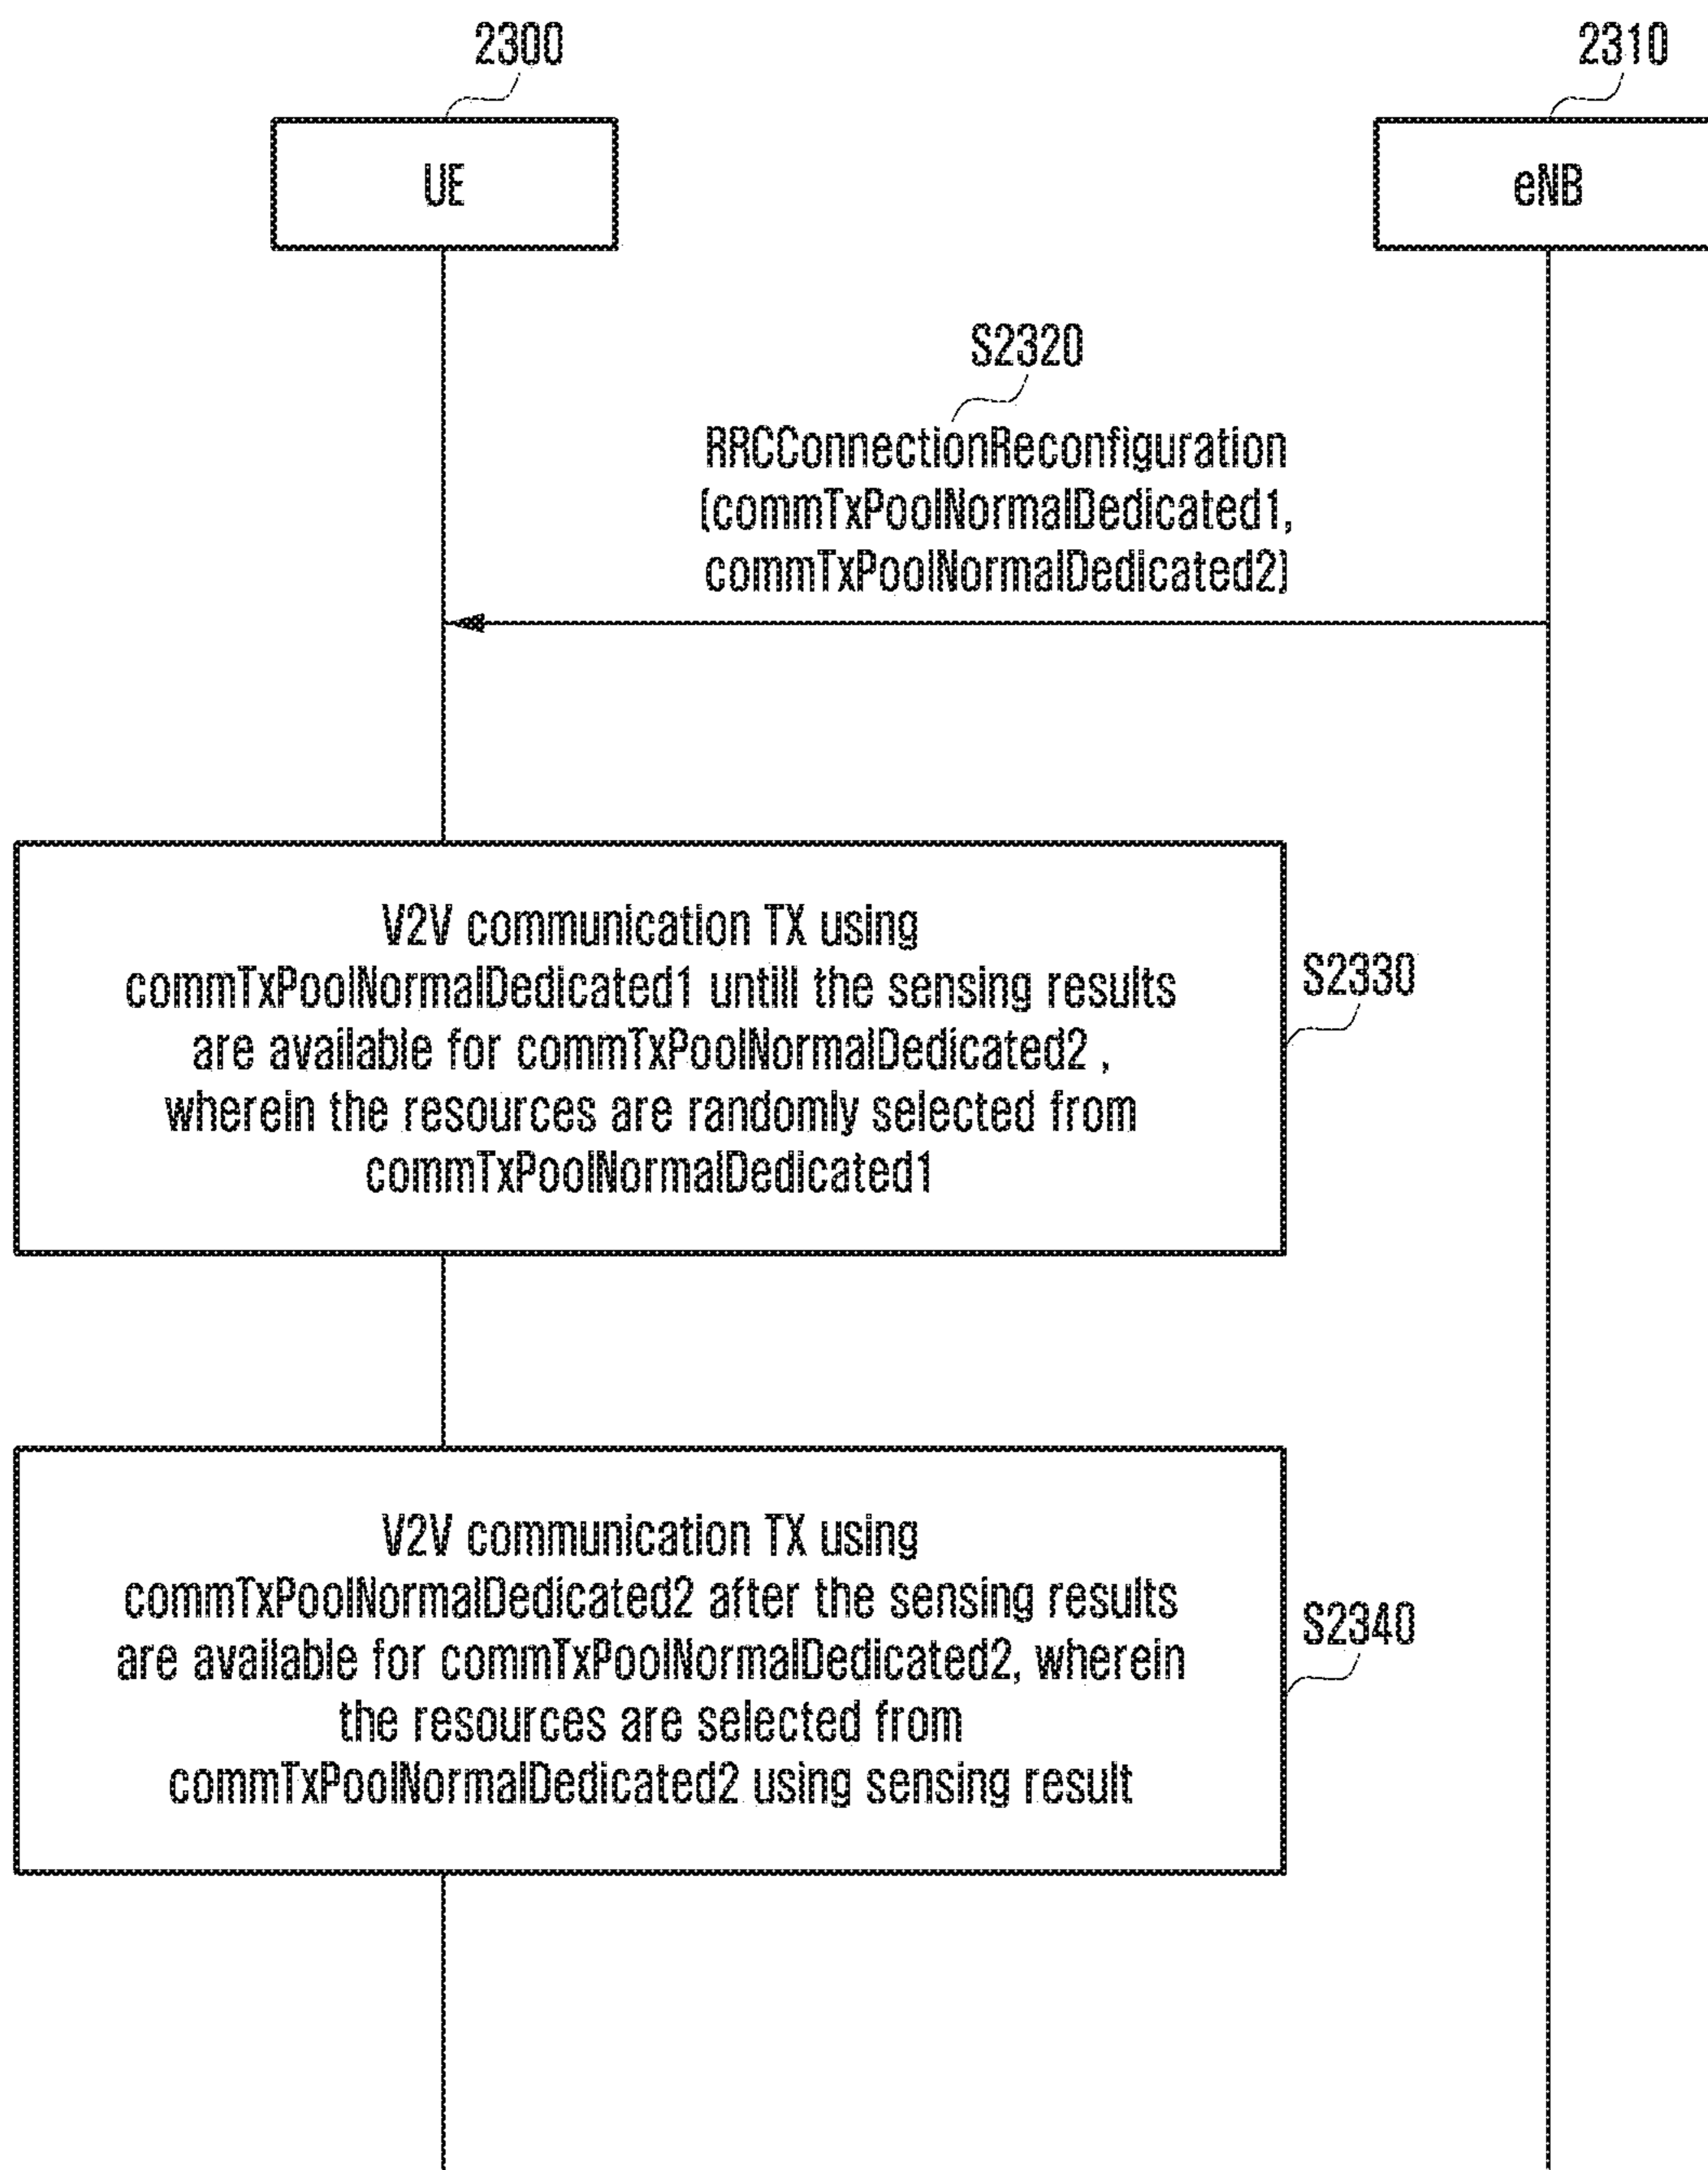 2300
2310
UE
eNB
S2320
RRCConnectionReconfiguration
(commTxPoolNormalDedicated1,
commTxPoolNormalDedicated2)
V2V communication TX using
commTxPoolNormalDedicated1 untill the sensing results
are available for commTxPoolNormalDedicated2 ,
wherein the resources are randomly selected from
commTxPoolNormalDedicated1
S2330
V2V communication TX using
commTxPoolNormalDedicated2 after the sensing results
are available for commTxPoolNormalDedicated2, wherein
the resources are selected from
commTxPoolNormalDedicated2 using sensing result
S2340